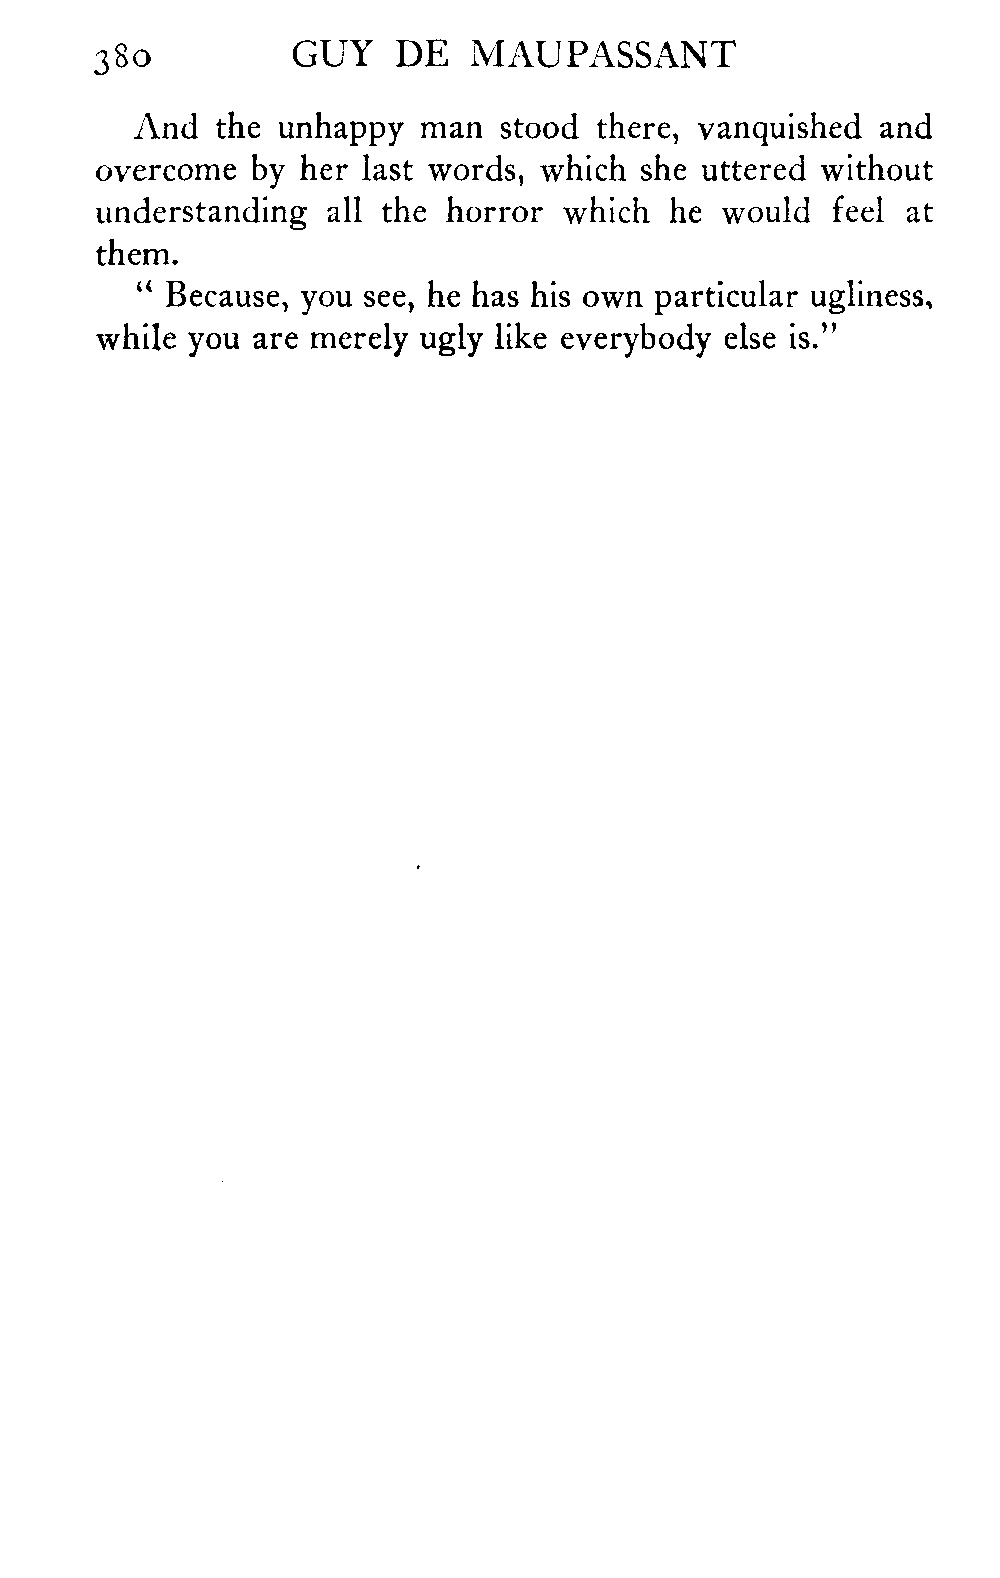 380 GUY DE MAUPASSANT
And the unhappy man stood there, vanquished and
overcome by her last words, which she uttered without
understanding all the horror which he would feel at
them.
“ Because, you see, he has his own particular ugliness,
while you are merely ugly like everybody else is.”